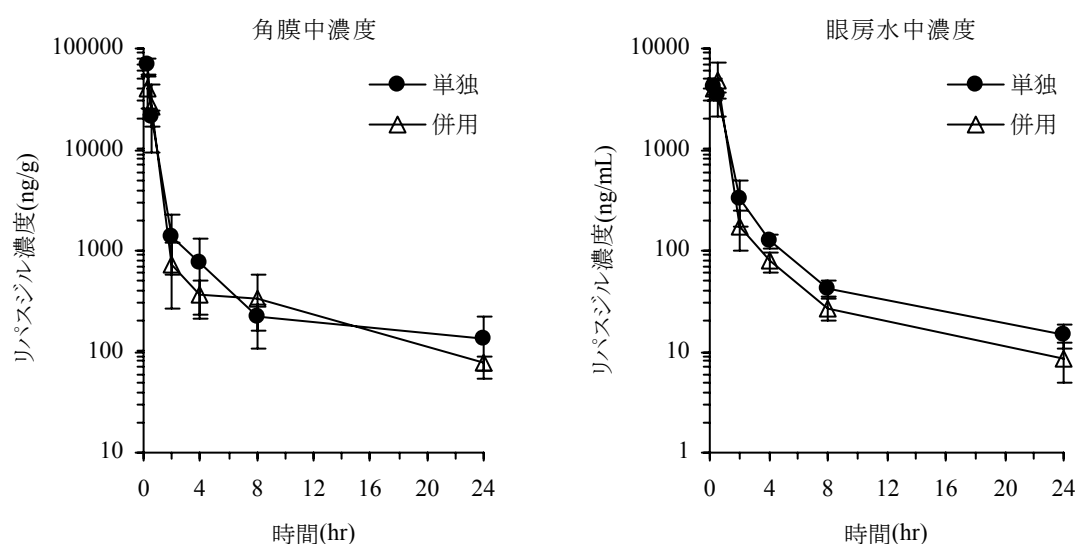 角膜中濃度
100000
10000
1000
100
10
リパスジル濃度(ng/g)
単独
併用
0 4 8 12 16 20 24
時間(hr)
眼房水中濃度
10000
1000
100
10
1
リパスジル濃度(ng/mL)
単独
併用
0 4 8 12 16 20 24
時間(hr)